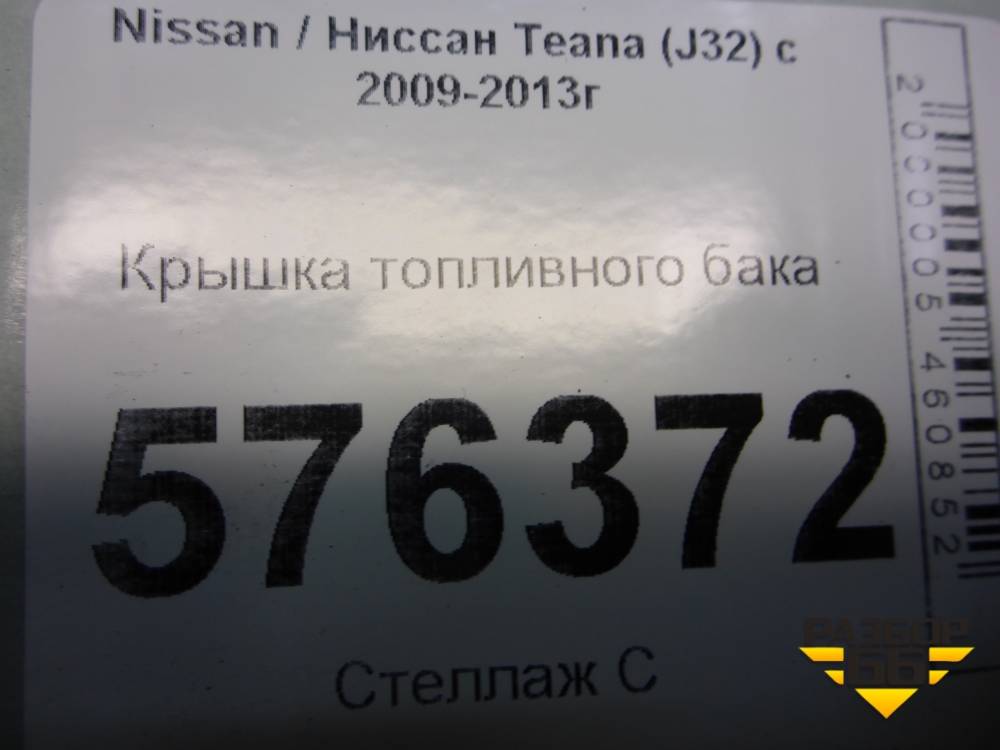 Nissan / Ниссан Teana (J32) с
2009-2013г
Крышка топливного бака
576372
Стеллаж С
2000005460852
РАЗБОР
66